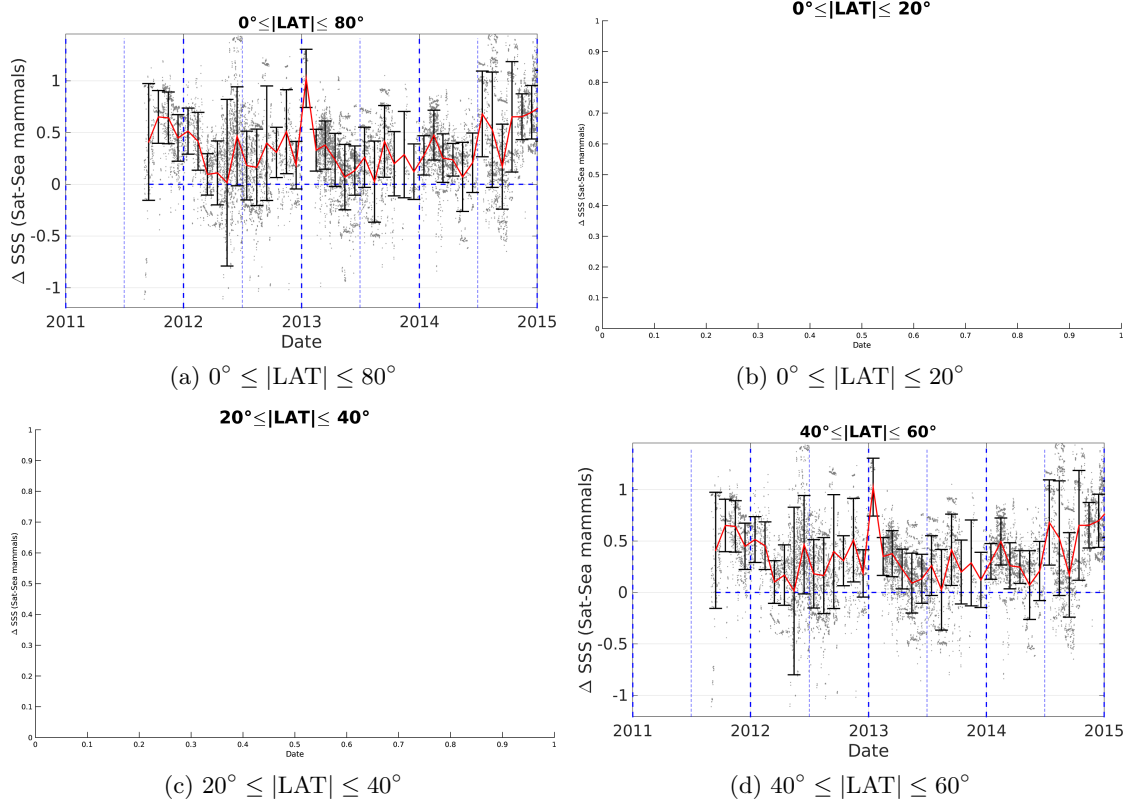 0°≤|LAT|≤ 80°
Δ SSS (Sat-Sea mammals)
1
0.5
0
-0.5
-1
2011 2012 2013 2014 2015
Date
(a) 0° ≤ |LAT| ≤ 80°
0°≤|LAT|≤ 20°
Δ SSS (Sat-Sea mammals)
1
0.9
0.8
0.7
0.6
0.5
0.4
0.3
0.2
0.1
0
0 0.1 0.2 0.3 0.4 0.5 0.6 0.7 0.8 0.9 1
Date
(b) 0° ≤ |LAT| ≤ 20°
20°≤|LAT|≤ 40°
Δ SSS (Sat-Sea mammals)
1
0.9
0.8
0.7
0.6
0.5
0.4
0.3
0.2
0.1
0
0 0.1 0.2 0.3 0.4 0.5 0.6 0.7 0.8 0.9 1
Date
(c) 20° ≤ |LAT| ≤ 40°
40°≤|LAT|≤ 60°
Δ SSS (Sat-Sea mammals)
1
0.5
0
-0.5
-1
2011 2012 2013 2014 2015
Date
(d) 40° ≤ |LAT| ≤ 60°